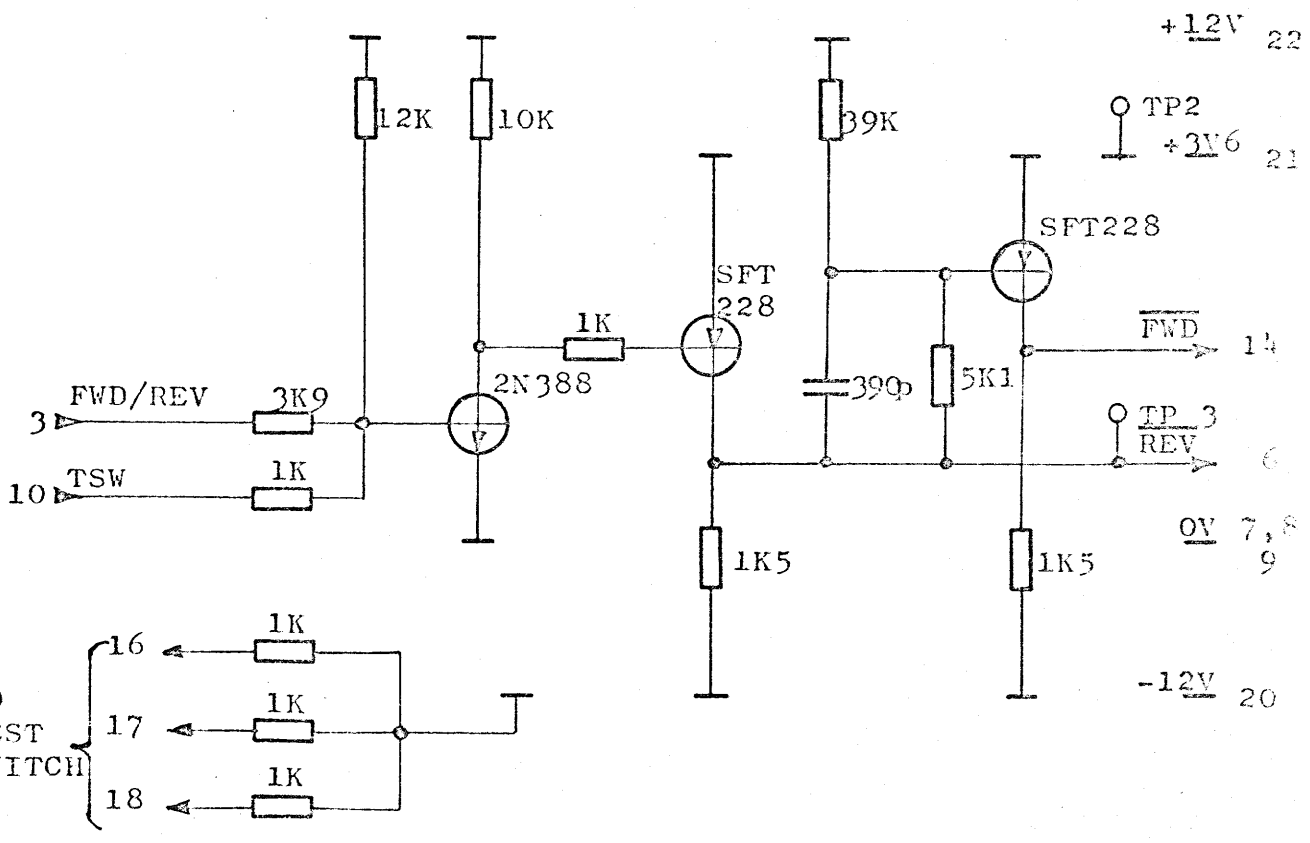 +12V 22
12K
10K
39K
TP2
+3V6 21
SFT228
SFT
228
1K
2N388
FWD 14
390p
5K1
3 FWD/REV
3K9
TP 3
REV 6
10 TSW
1K
0V 7,8
9
1K5
1K5
16
1K
-12V 20
17
1K
18
1K